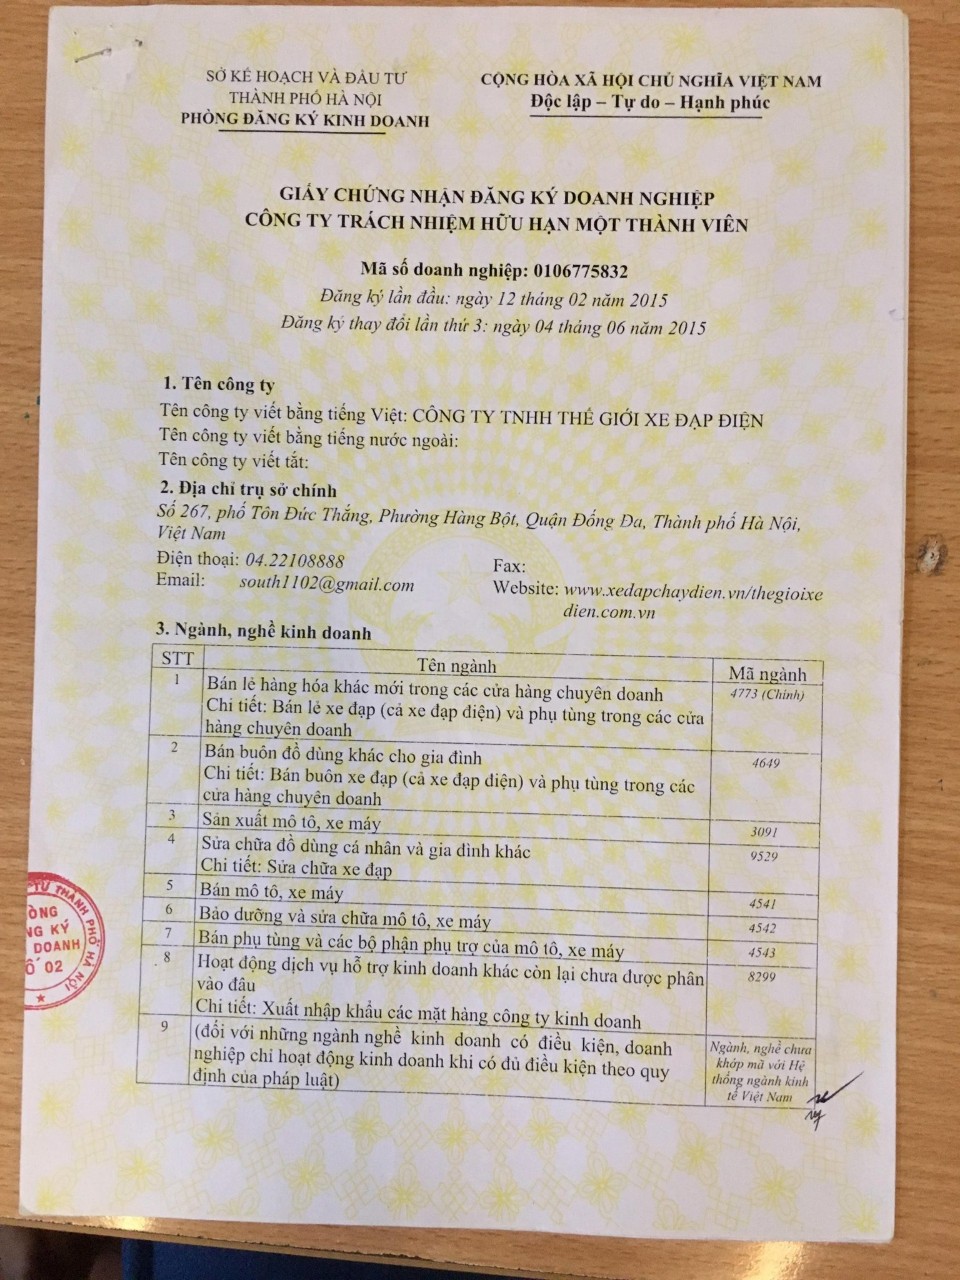 SỞ KẾ HOẠCH VÀ ĐẦU TƯ
THÀNH PHỐ HÀ NỘI
PHÒNG ĐĂNG KÝ KINH DOANH
CỘNG HÒA XÃ HỘI CHỦ NGHĨA VIỆT NAM
Độc lập – Tự do – Hạnh phúc
GIẤY CHỨNG NHẬN ĐĂNG KÝ DOANH NGHIỆP
CÔNG TY TRÁCH NHIỆM HỮU HẠN MỘT THÀNH VIÊN
Mã số doanh nghiệp: 0106775832
Đăng ký lần đầu: ngày 12 tháng 02 năm 2015
Đăng ký thay đổi lần thứ 3: ngày 04 tháng 06 năm 2015
1. Tên công ty
Tên công ty viết bằng tiếng Việt: CÔNG TY TNHH THẾ GIỚI XE ĐẠP ĐIỆN
Tên công ty viết bằng tiếng nước ngoài:
Tên công ty viết tắt:
2. Địa chỉ trụ sở chính
Số 267, phố Tôn Đức Thắng, Phường Hàng Bột, Quận Đống Đa, Thành phố Hà Nội,
Việt Nam
Điện thoại: 04.22108888
Fax:
Email: south1102@gmail.com
Website: www.xedapchaydien.vn/thegioixe
dien.com.vn
3. Ngành, nghề kinh doanh
STT Tên ngành Mã ngành
1 Bán lẻ hàng hóa khác mới trong các cửa hàng chuyên doanh 4773 (Chính)
Chi tiết: Bán lẻ xe đạp (cả xe đạp điện) và phụ tùng trong các cửa
hàng chuyên doanh
2 Bán buôn đồ dùng khác cho gia đình 4649
Chi tiết: Bán buôn xe đạp (cả xe đạp điện) và phụ tùng trong các
cửa hàng chuyên doanh
3 Sản xuất mô tô, xe máy 3091
4 Sửa chữa đồ dùng cá nhân và gia đình khác 9529
Chi tiết: Sửa chữa xe đạp
5 Bán mô tô, xe máy 4541
6 Bảo dưỡng và sửa chữa mô tô, xe máy 4542
7 Bán phụ tùng và các bộ phận phụ trợ của mô tô, xe máy 4543
8 Hoạt động dịch vụ hỗ trợ kinh doanh khác còn lại chưa được phân 8299
vào đâu
Chi tiết: Xuất nhập khẩu các mặt hàng công ty kinh doanh
9 (đối với những ngành nghề kinh doanh có điều kiện, doanh
nghiệp chỉ hoạt động kinh doanh khi có đủ điều kiện theo quy
định của pháp luật)
Ngành, nghề chưa
khớp mã với Hệ
thống ngành kinh
tế Việt Nam
TƯ THÀNH PHỐ HÀ NỘI
ÒNG
NG KÝ
DOANH
Ố 02